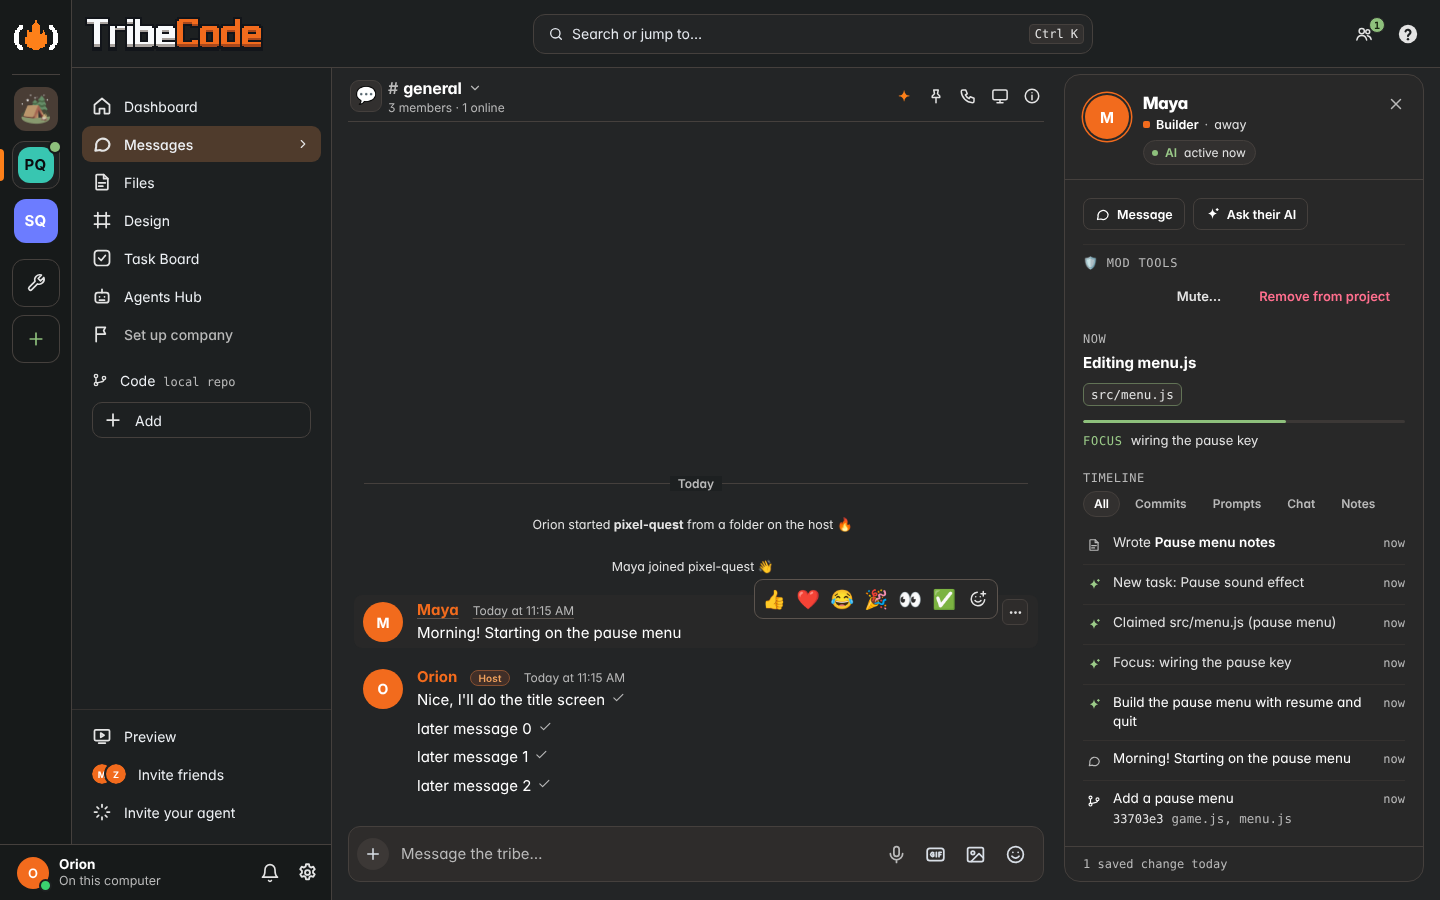 TribeCode
Search or jump to...
Ctrl K
1
PQ
SQ
Dashboard
Messages
Files
Design
Task Board
Agents Hub
Set up company
Code local repo
Add
Preview
M Z Invite friends
Invite your agent
O
Orion
On this computer
# general
3 members · 1 online
Today
Orion started pixel-quest from a folder on the host 🔥
Maya joined pixel-quest 👋
M
Maya Today at 11:15 AM
Morning! Starting on the pause menu
O
Orion Host Today at 11:15 AM
Nice, I'll do the title screen
later message 0
later message 1
later message 2
Message the tribe...
GIF
M
Maya
Builder · away
AI active now
Message
Ask their AI
MOD TOOLS
Mute...
Remove from project
NOW
Editing menu.js
src/menu.js
FOCUS wiring the pause key
TIMELINE
All Commits Prompts Chat Notes
Wrote Pause menu notes now
New task: Pause sound effect now
Claimed src/menu.js (pause menu) now
Focus: wiring the pause key now
Build the pause menu with resume and now
quit
Morning! Starting on the pause menu now
Add a pause menu now
33703e3 game.js, menu.js
1 saved change today